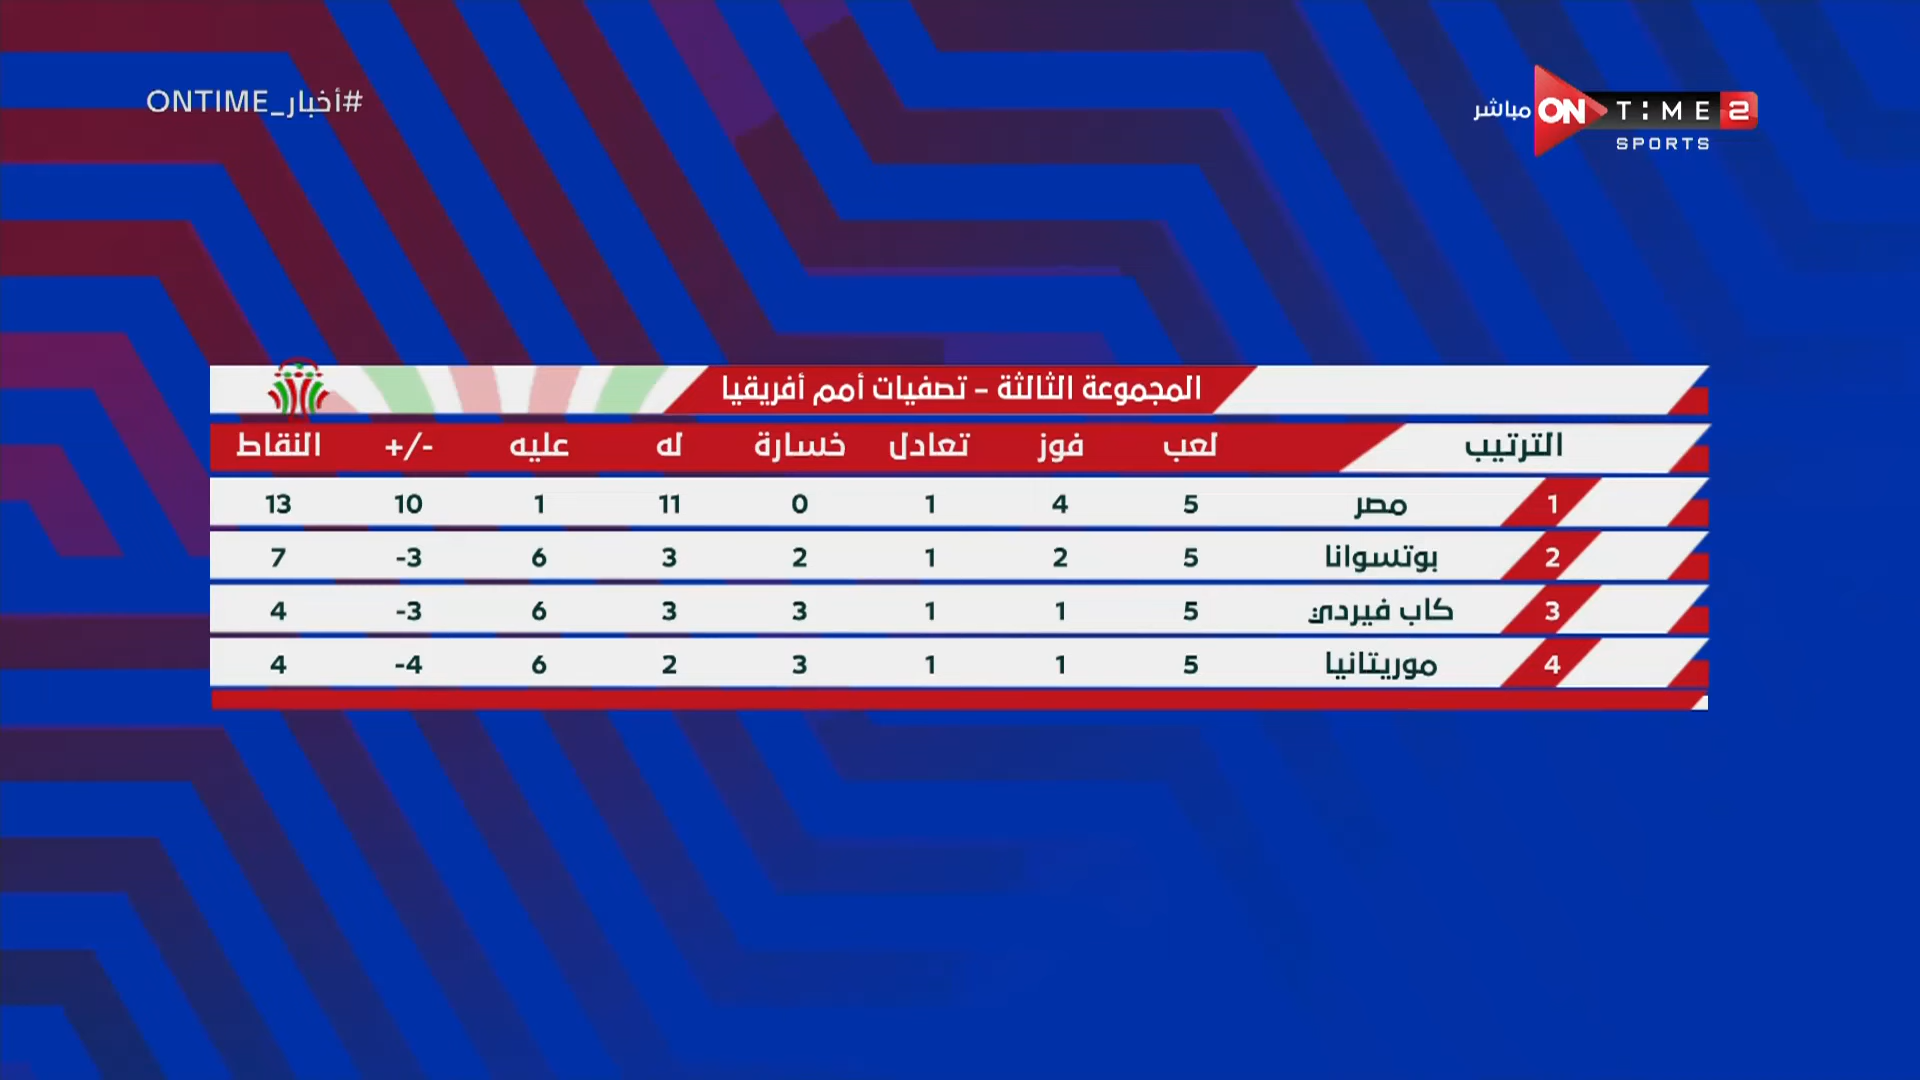 #أخبار_ONTIME
مباشر ON TIME 2
SPORTS
المجموعة الثالثة - تصفيات أمم أفريقيا
الترتيب لعب فوز تعادل خسارة له عليه +/- النقاط
1 مصر 5 4 1 0 11 1 10 13
2 بوتسوانا 5 2 1 2 3 6 -3 7
3 كاب فيردي 5 1 1 3 3 6 -3 4
4 موريتانيا 5 1 1 3 2 6 -4 4